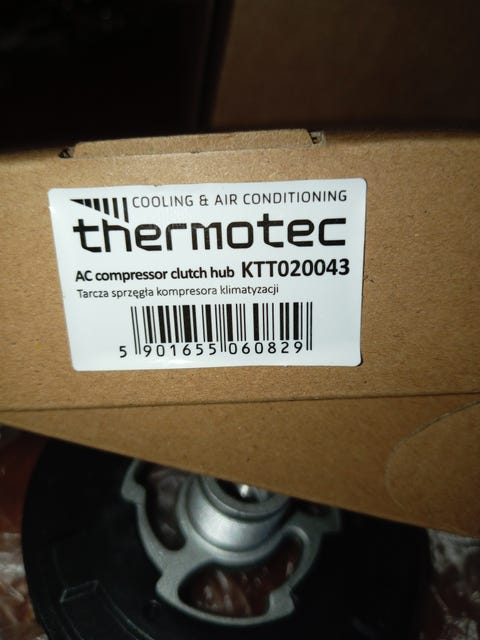 COOLING & AIR CONDITIONING
thermotec
AC compressor clutch hub KTT020043
Tarcza sprzęgła kompresora klimatyzacji
5 901655 060829